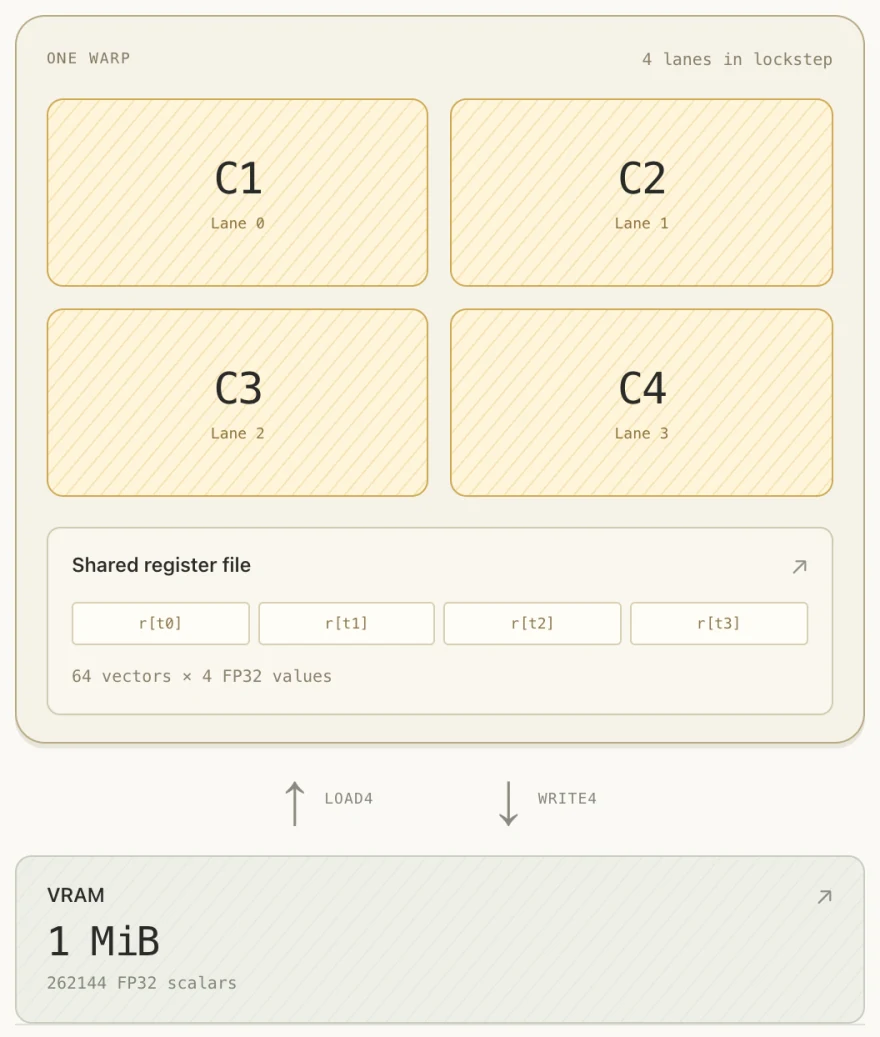 ONE WARP
4 lanes in lockstep
C1
Lane 0
C2
Lane 1
C3
Lane 2
C4
Lane 3
Shared register file
r[t0]
r[t1]
r[t2]
r[t3]
64 vectors × 4 FP32 values
LOAD4
WRITE4
VRAM
1 MiB
262144 FP32 scalars